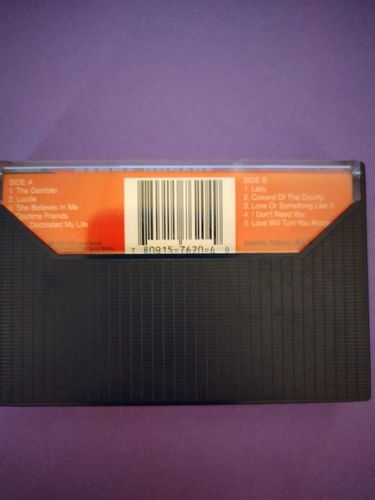 SIDE A
1. The Gambler
2. Lucille
3. She Believes In Me
Daytime Friends
Decorated My Life
7 80915-7620-6 8
SIDE B
1. Lady
2. Coward Of The County
3. Love Or Something Like It
4. I Don't Need You
5. Love Will Turn You Around